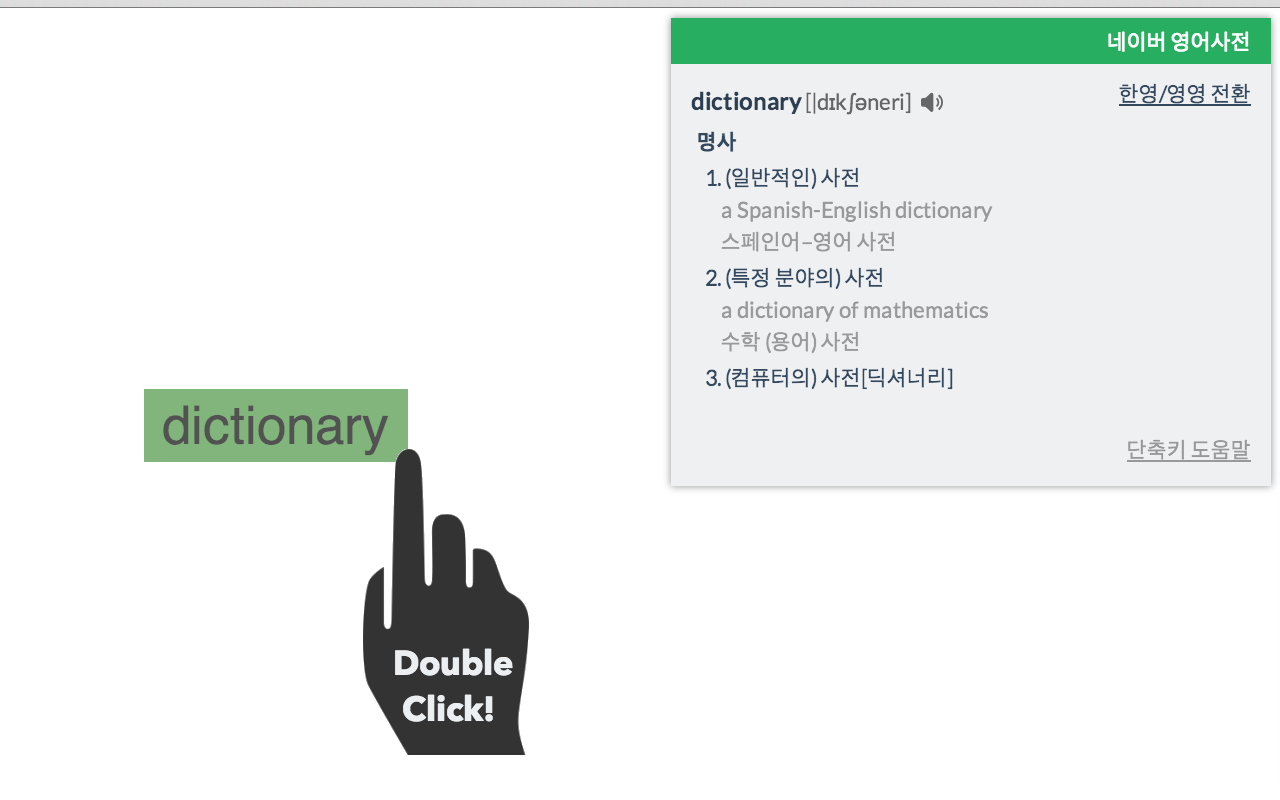 네이버 영어사전
dictionary [|dɪkʃəneri]
한영/영영 전환
명사
1. (일반적인) 사전
a Spanish-English dictionary
스페인어–영어 사전
2. (특정 분야의) 사전
a dictionary of mathematics
수학 (용어) 사전
3. (컴퓨터의) 사전[딕셔너리]
단축키 도움말
dictionary
Double
Click!